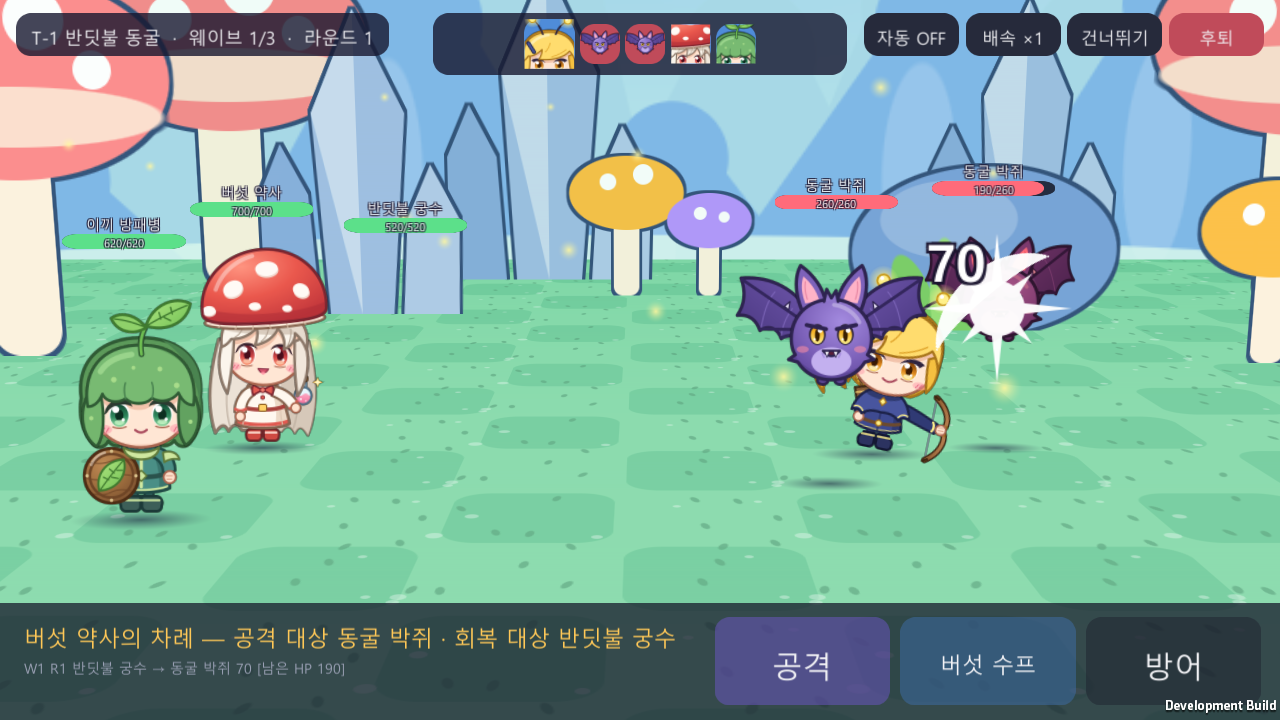 T-1 반딧불 동굴 · 웨이브 1/3 · 라운드 1
자동 OFF
배속 ×1
건너뛰기
후퇴
버섯 약사
700/700
이끼 방패병
620/620
반딧불 궁수
520/520
동굴 박쥐
260/260
동굴 박쥐
190/260
70
버섯 약사의 차례 — 공격 대상 동굴 박쥐 · 회복 대상 반딧불 궁수
W1 R1 반딧불 궁수 → 동굴 박쥐 70 [남은 HP 190]
공격
버섯 수프
방어
Development Build